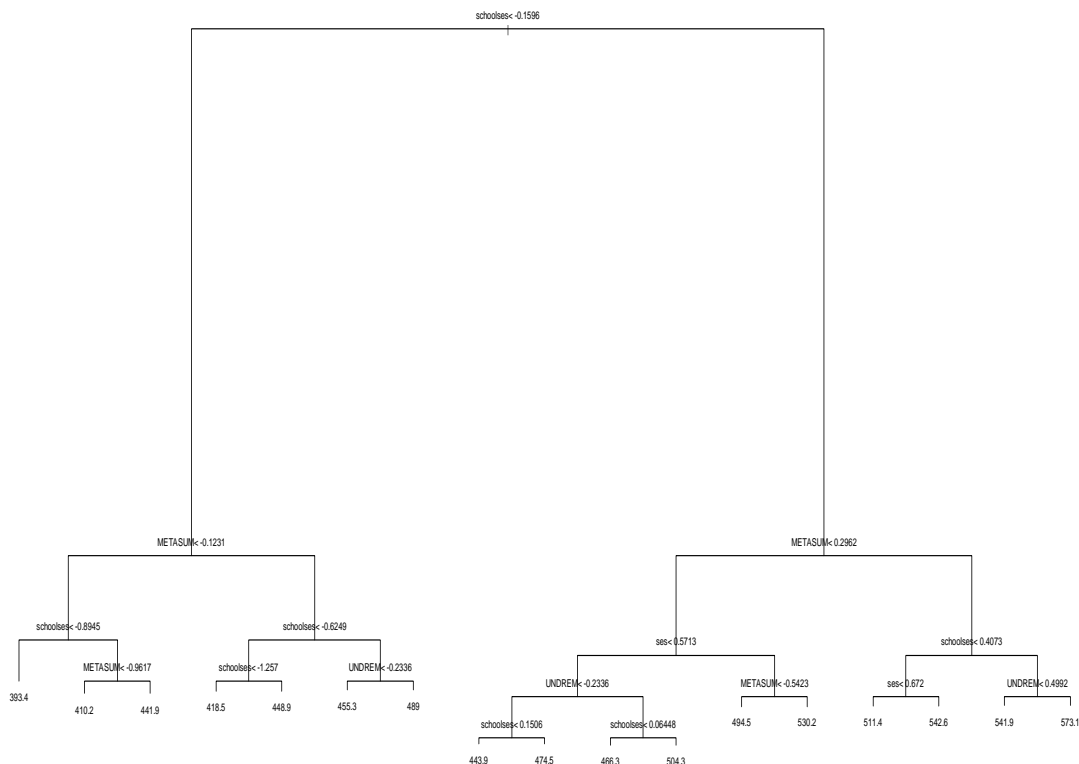 schoolses< -0.1596
METASUM< -0.1231
METASUM< 0.2962
schoolses< -0.8945
schoolses< -0.6249
ses< 0.5713
schoolses< 0.4073
METASUM< -0.9617
schoolses< -1.257
UNDREM< -0.2336
UNDREM< -0.2336
METASUM< -0.5423
ses< 0.672
UNDREM< 0.4992
393.4
410.2
441.9
418.5
448.9
455.3
489
schoolses< 0.1506
schoolses< 0.06448
494.5
530.2
511.4
542.6
541.9
573.1
443.9
474.5
466.3
504.3